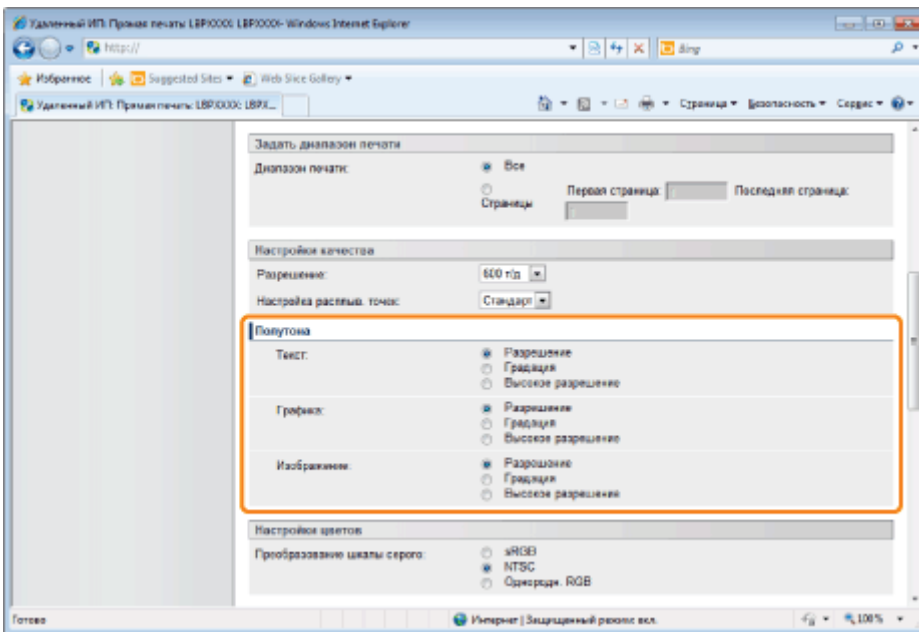 Удаленный ИП: Прямая печать: LBPXXXX: LBPXXXX- Windows Internet Explorer
http://
Bing
Избранное Suggested Sites Web Slice Gallery
Удаленный ИП: Прямая печать: LBPXXXX: LBPX... Страница Безопасность Сервис
Задать диапазон печати
Диапазон печати: Все
Страницы Первая страница: Последняя страница:
Настройки качества
Разрешение: 600 т/д
Настройка расплыв. точек: Стандарт
Полутона
Текст: Разрешение
Градация
Высокое разрешение
Графика: Разрешение
Градация
Высокое разрешение
Изображение: Разрешение
Градация
Высокое разрешение
Настройки цветов
Преобразование шкалы серого: sRGB
NTSC
Однородн. RGB
Готово Интернет | Защищенный режим: вкл. 100%